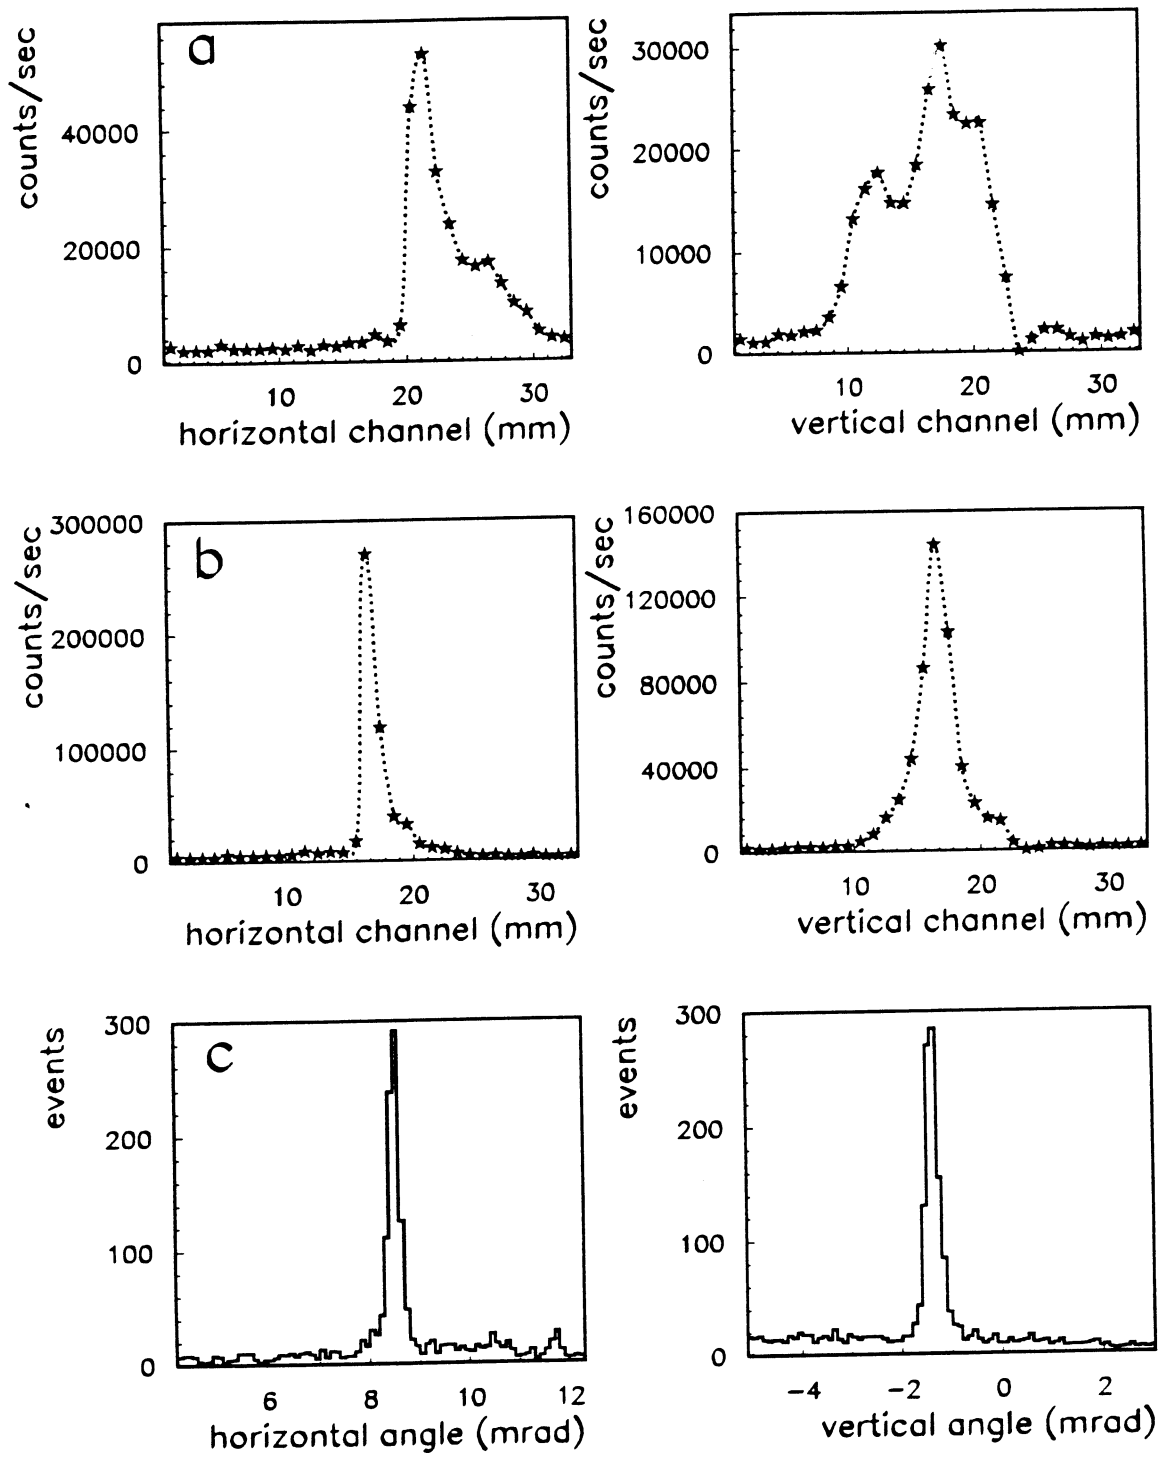 a
counts/sec
40000
20000
0
10 20 30
horizontal channel (mm)
counts/sec
30000
20000
10000
0
10 20 30
vertical channel (mm)
b
counts/sec
300000
200000
100000
0
10 20 30
horizontal channel (mm)
counts/sec
160000
120000
80000
40000
0
10 20 30
vertical channel (mm)
c
events
300
200
100
0
6 8 10 12
horizontal angle (mrad)
events
300
200
100
0
-4 -2 0 2
vertical angle (mrad)